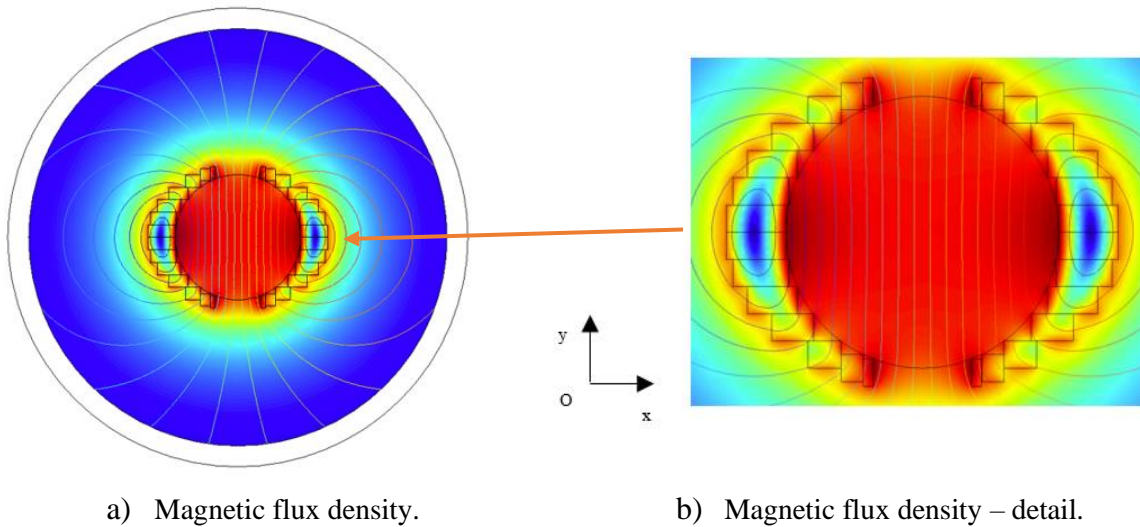 y
O
x
a) Magnetic flux density.
b) Magnetic flux density – detail.